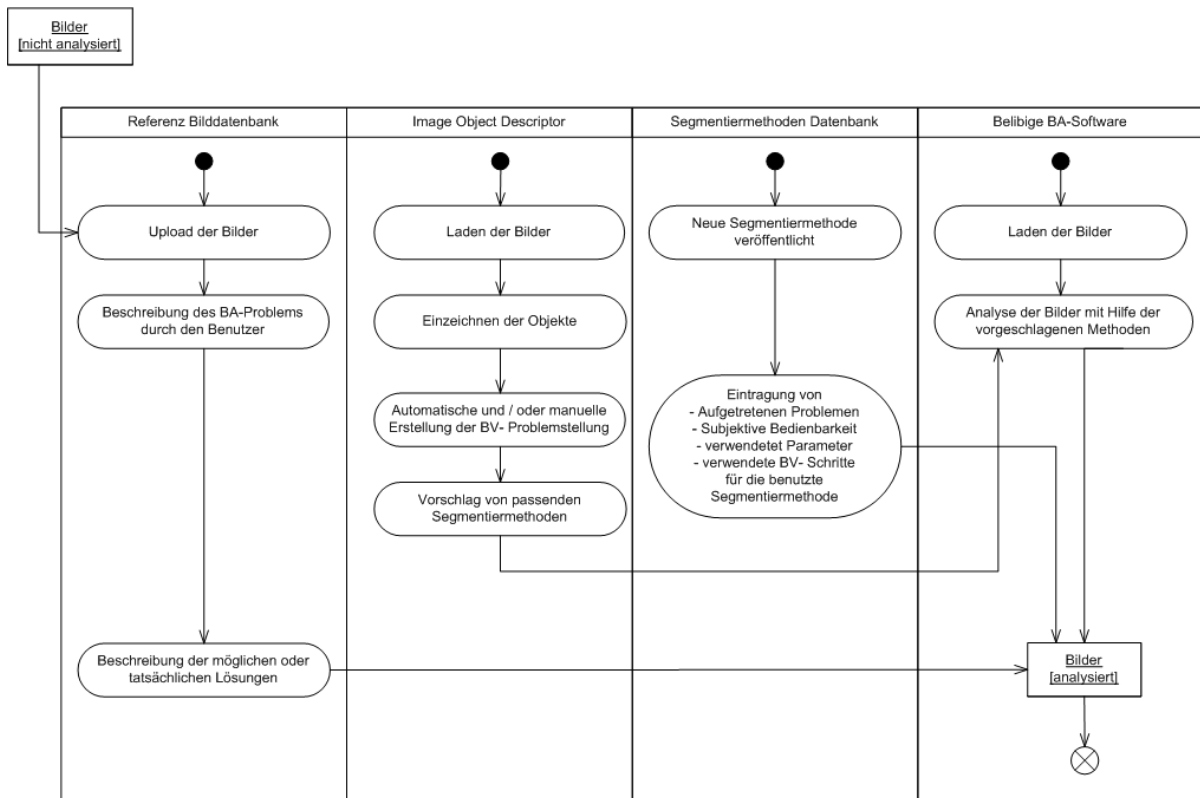 Bilder
[nicht analysiert]
Referenz Bilddatenbank
Image Object Descriptor
Segmentiermethoden Datenbank
Belibige BA-Software
Upload der Bilder
Beschreibung des BA-Problems
durch den Benutzer
Beschreibung der möglichen oder
tatsächlichen Lösungen
Laden der Bilder
Einzeichnen der Objekte
Automatische und / oder manuelle
Erstellung der BV- Problemstellung
Vorschlag von passenden
Segmentiermethoden
Neue Segmentiermethode
veröffentlicht
Eintragung von
- Aufgetretenen Problemen
- Subjektive Bedienbarkeit
- verwendetet Parameter
- verwendete BV- Schritte
für die benutzte
Segmentiermethode
Laden der Bilder
Analyse der Bilder mit Hilfe der
vorgeschlagenen Methoden
Bilder
[analysiert]